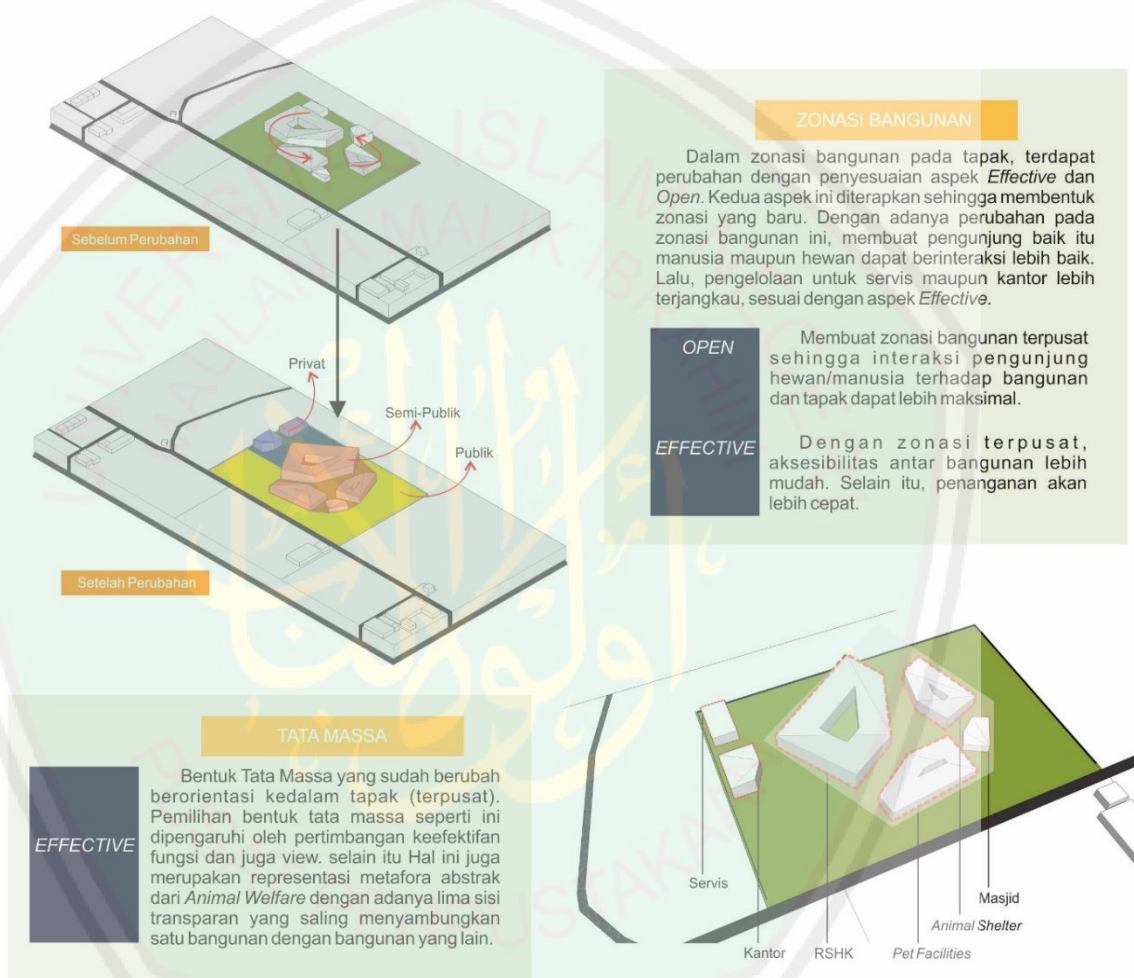 ZONASI BANGUNAN
Dalam zonasi bangunan pada tapak, terdapat
perubahan dengan penyesuaian aspek Effective dan
Open. Kedua aspek ini diterapkan sehingga membentuk
zonasi yang baru. Dengan adanya perubahan pada
zonasi bangunan ini, membuat pengunjung baik itu
manusia maupun hewan dapat berinteraksi lebih baik.
Lalu, pengelolaan untuk servis maupun kantor lebih
terjangkau, sesuai dengan aspek Effective.
OPEN
Membuat zonasi bangunan terpusat
sehingga interaksi pengunjung
hewan/manusia terhadap bangunan
dan tapak dapat lebih maksimal.
EFFECTIVE
Dengan zonasi terpusat,
aksesibilitas antar bangunan lebih
mudah. Selain itu, penanganan akan
lebih cepat.
Sebelum Perubahan
Privat
Semi-Publik
Publik
Setelah Perubahan
TATA MASSA
EFFECTIVE
Bentuk Tata Massa yang sudah berubah
berorientasi kedalam tapak (terpusat).
Pemilihan bentuk tata massa seperti ini
dipengaruhi oleh pertimbangan keefektifan
fungsi dan juga view. selain itu Hal ini juga
merupakan representasi metafora abstrak
dari Animal Welfare dengan adanya lima sisi
transparan yang saling menyambungkan
satu bangunan dengan bangunan yang lain.
Servis
Kantor
RSHK
Pet Facilities
Animal Shelter
Masjid